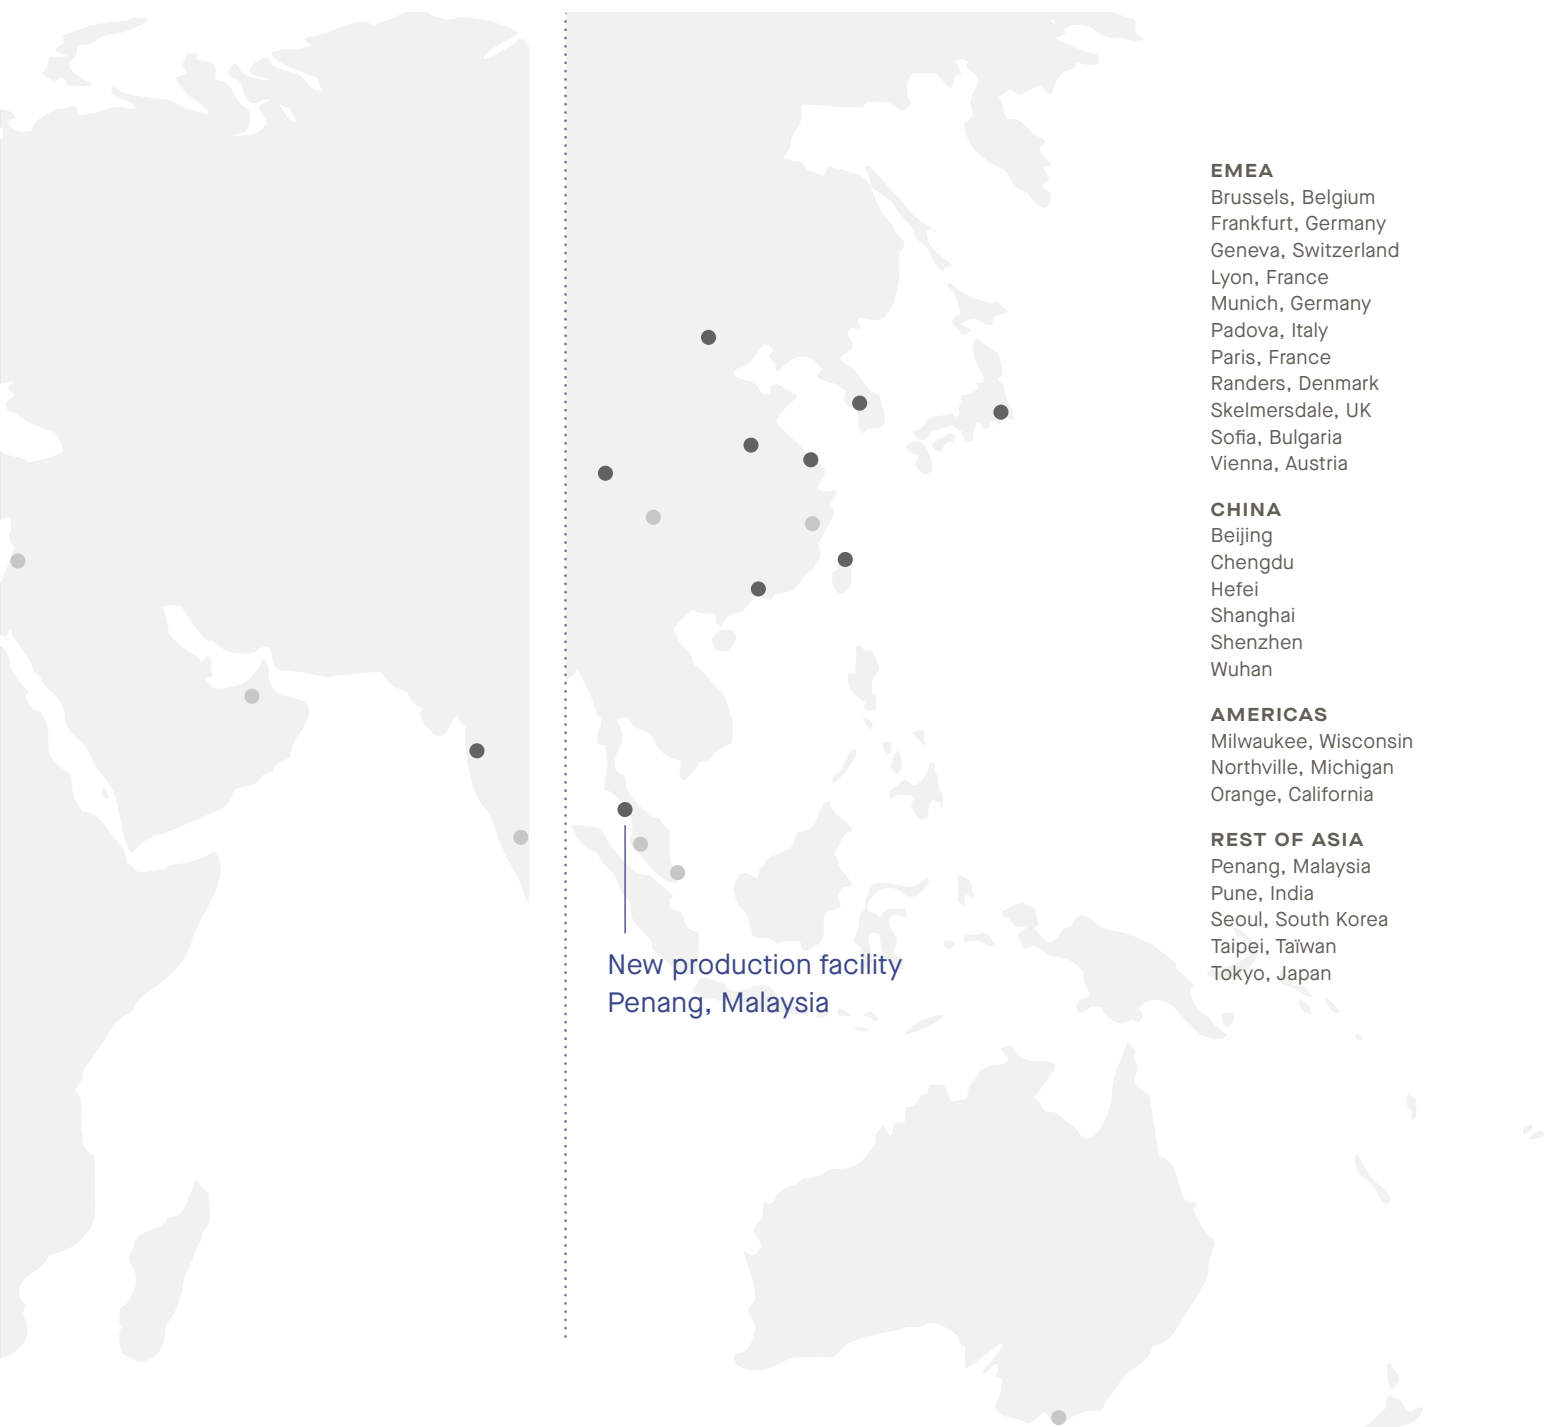 EMEA
Brussels, Belgium
Frankfurt, Germany
Geneva, Switzerland
Lyon, France
Munich, Germany
Padova, Italy
Paris, France
Randers, Denmark
Skelmersdale, UK
Sofia, Bulgaria
Vienna, Austria
CHINA
Beijing
Chengdu
Hefei
Shanghai
Shenzhen
Wuhan
AMERICAS
Milwaukee, Wisconsin
Northville, Michigan
Orange, California
REST OF ASIA
Penang, Malaysia
Pune, India
Seoul, South Korea
Taipei, Taïwan
Tokyo, Japan
New production facility
Penang, Malaysia